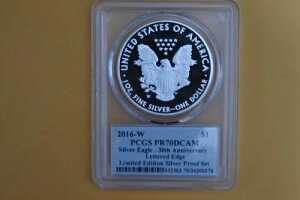 UNITED STATES OF AMERICA
W
1 OZ. FINE SILVER~ONE DOLLAR
2016-W $1
PCGS PR70DCAM
Silver Eagle - 30th Anniversary
Lettered Edge
Limited Edition Silver Proof Set